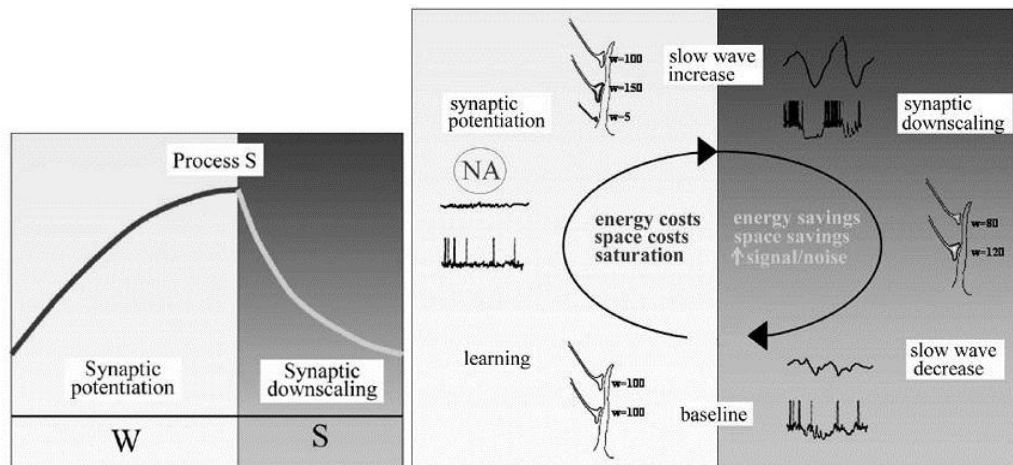 Process S
Synaptic
potentiation
Synaptic
downscaling
W
S
slow wave
increase
w=100
w=150
w=5
synaptic
potentiation
synaptic
downscaling
NA
energy costs
space costs
saturation
energy savings
space savings
↑signal/noise
w=80
w=120
learning
w=100
w=100
slow wave
decrease
baseline